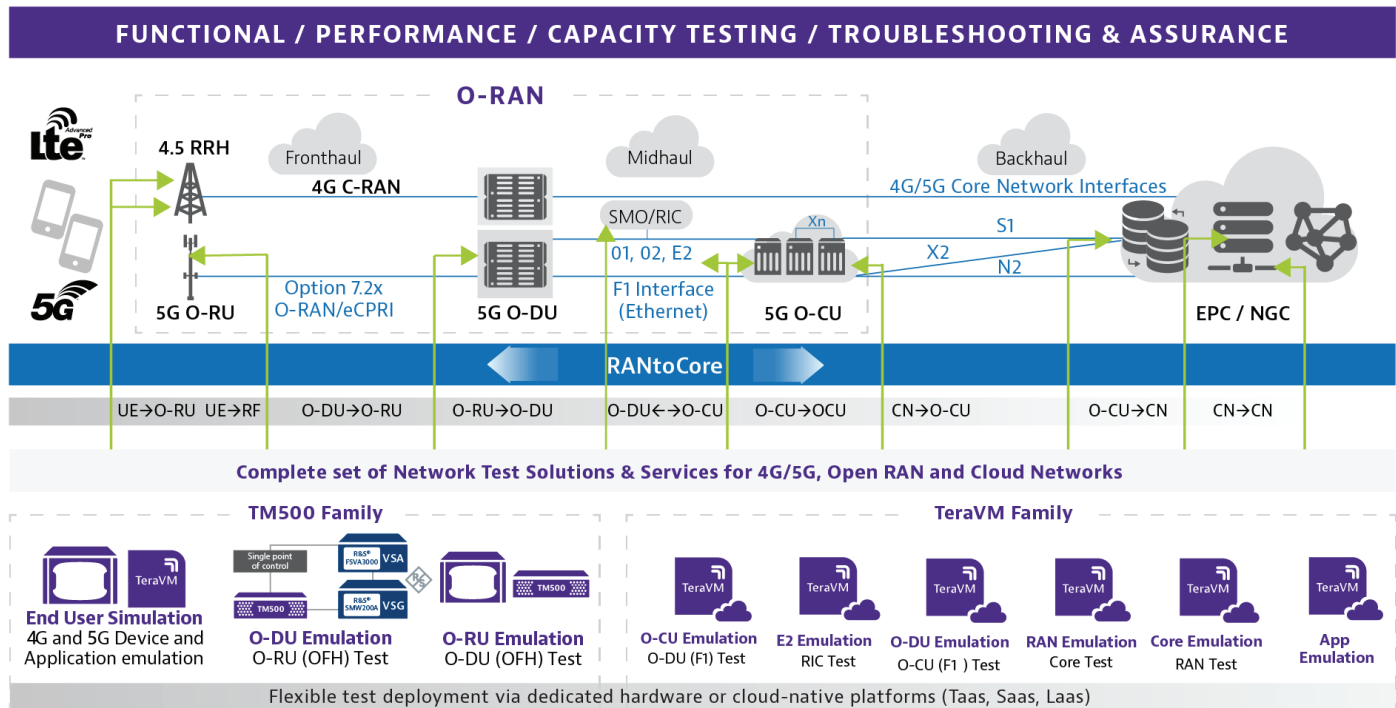 FUNCTIONAL / PERFORMANCE / CAPACITY TESTING / TROUBLESHOOTING & ASSURANCE
O-RAN
Lte Advanced Pro
4.5 RRH
Fronthaul
Midhaul
Backhaul
4G C-RAN
4G/5G Core Network Interfaces
SMO/RIC
Xn
S1
01, 02, E2
X2
N2
5G
Option 7.2x
O-RAN/eCPRI
F1 Interface
(Ethernet)
5G O-RU
5G O-DU
5G O-CU
EPC / NGC
RANtoCore
UE→O-RU UE→RF O-DU→O-RU O-RU→O-DU O-DU←→O-CU O-CU→OCU CN→O-CU O-CU→CN CN→CN
Complete set of Network Test Solutions & Services for 4G/5G, Open RAN and Cloud Networks
TM500 Family
TeraVM
End User Simulation
4G and 5G Device and
Application emulation
Single point
of control
R&S®
FSVA3000
VSA
TM500
R&S®
SMW200A
VSG
R&S
O-DU Emulation
O-RU (OFH) Test
TM500
O-RU Emulation
O-DU (OFH) Test
TeraVM Family
TeraVM
O-CU Emulation
O-DU (F1) Test
TeraVM
E2 Emulation
RIC Test
TeraVM
O-DU Emulation
O-CU (F1 ) Test
TeraVM
RAN Emulation
Core Test
TeraVM
Core Emulation
RAN Test
TeraVM
App
Emulation
Flexible test deployment via dedicated hardware or cloud-native platforms (Taas, Saas, Laas)